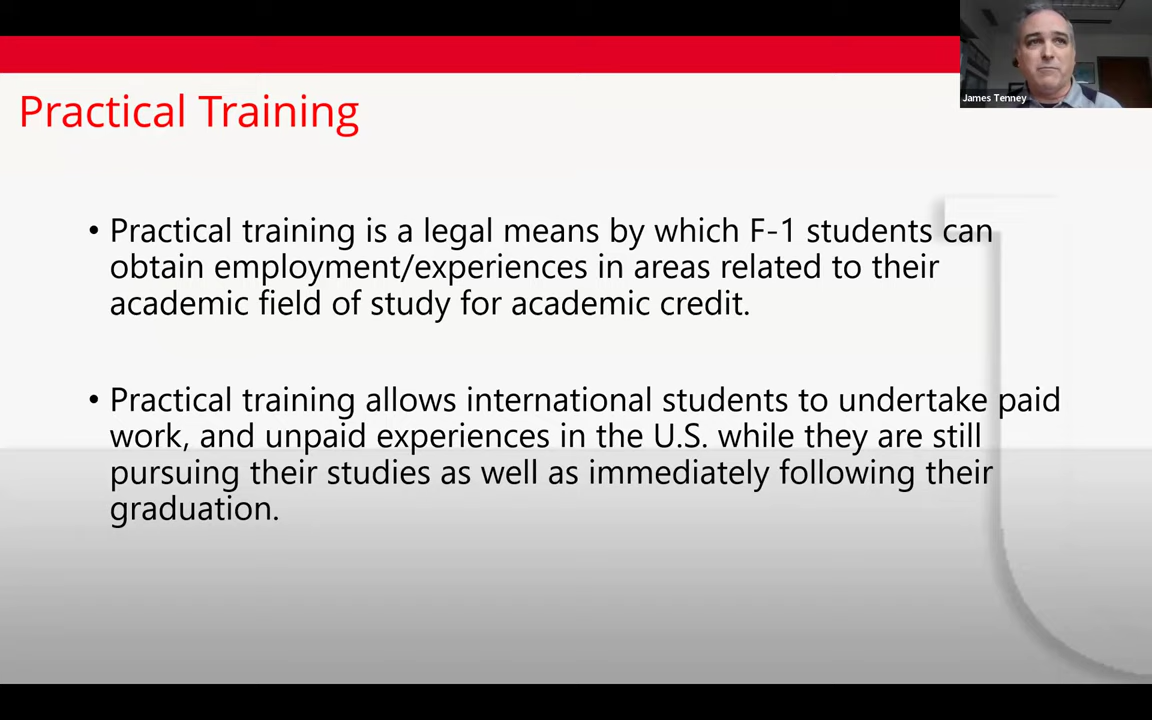 James Tenney
Practical Training
• Practical training is a legal means by which F-1 students can
obtain employment/experiences in areas related to their
academic field of study for academic credit.
• Practical training allows international students to undertake paid
work, and unpaid experiences in the U.S. while they are still
pursuing their studies as well as immediately following their
graduation.